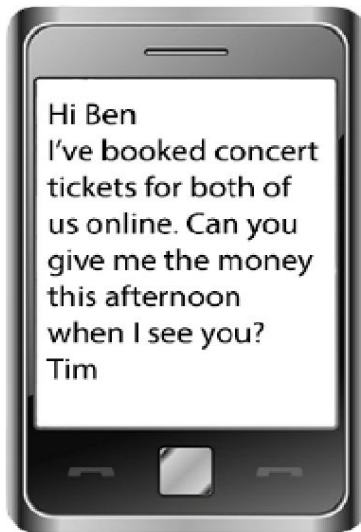 Hi Ben
I've booked concert
tickets for both of
us online. Can you
give me the money
this afternoon
when I see you?
Tim